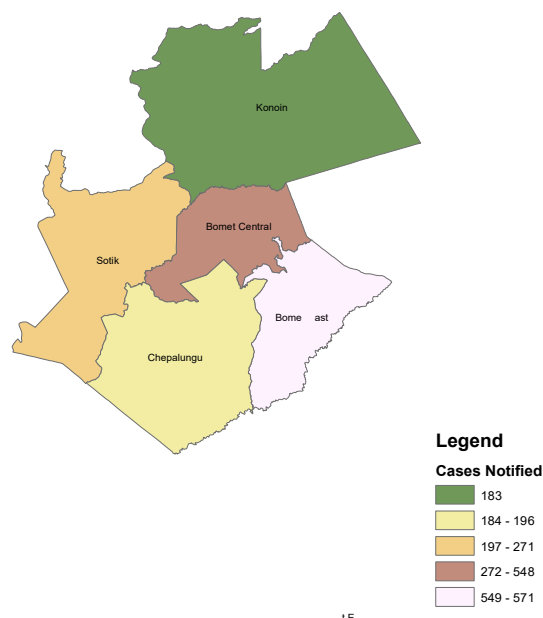 Konoin
Bomet Central
Sotik
Bome ast
Chepalungu
Legend
Cases Notified
183
184 - 196
197 - 271
272 - 548
549 - 571
t E